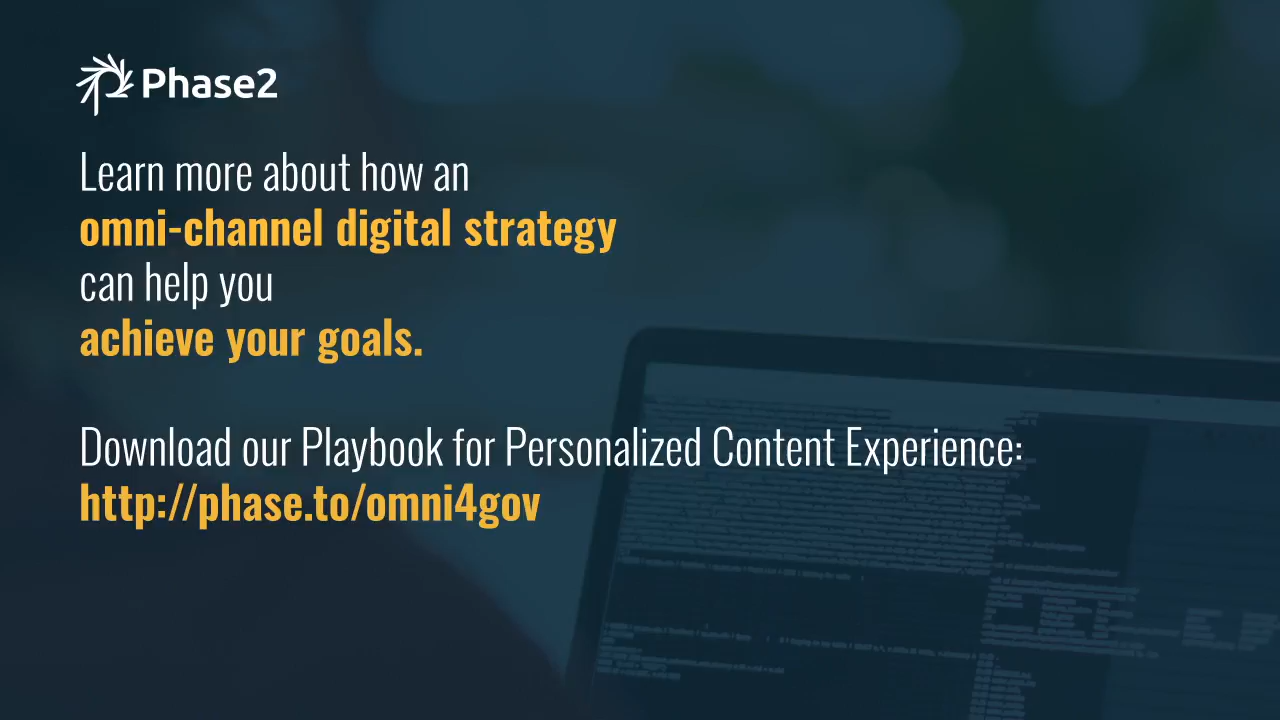 Phase2
Learn more about how an
omni-channel digital strategy
can help you
achieve your goals.
Download our Playbook for Personalized Content Experience:
http://phase.to/omni4gov